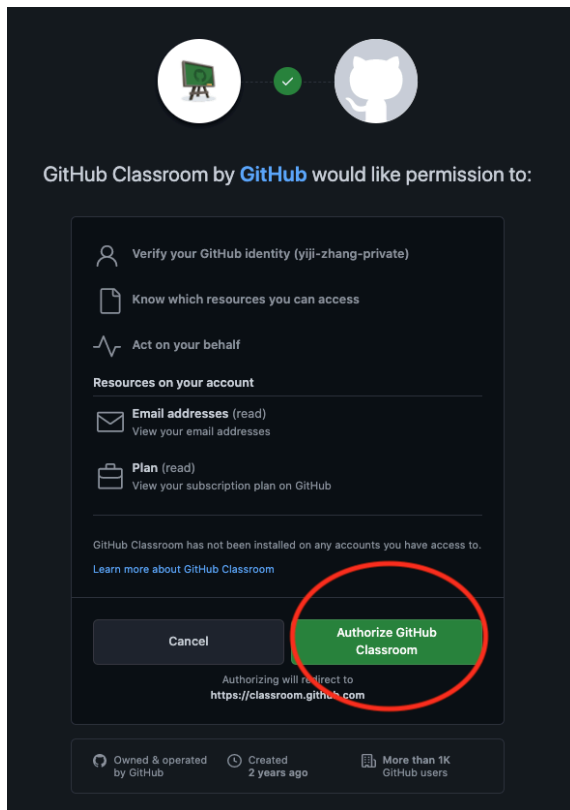 GitHub Classroom by GitHub would like permission to:
Verify your GitHub identity (yiji-zhang-private)
Know which resources you can access
Act on your behalf
Resources on your account
Email addresses (read)
View your email addresses
Plan (read)
View your subscription plan on GitHub
GitHub Classroom has not been installed on any accounts you have access to.
Learn more about GitHub Classroom
Cancel
Authorize GitHub
Classroom
Authorizing will redirect to
https://classroom.github.com
Owned & operated
by GitHub
Created
2 years ago
More than 1K
GitHub users